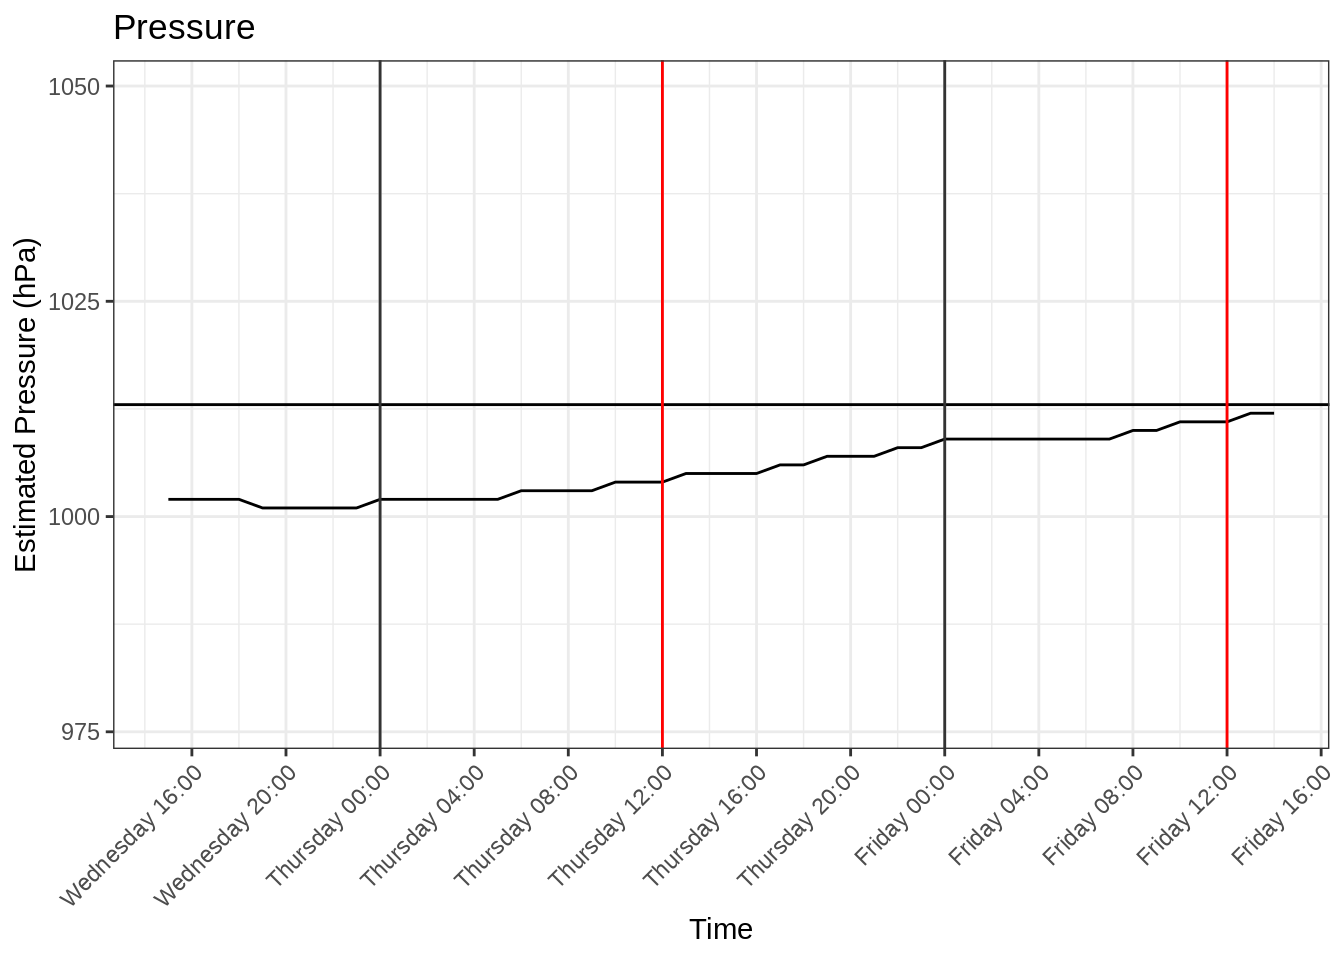 Pressure
1050
1025
1000
975
Estimated Pressure (hPa)
Wednesday 16:00
Wednesday 20:00
Thursday 00:00
Thursday 04:00
Thursday 08:00
Thursday 12:00
Thursday 16:00
Thursday 20:00
Friday 00:00
Friday 04:00
Friday 08:00
Friday 12:00
Friday 16:00
Time